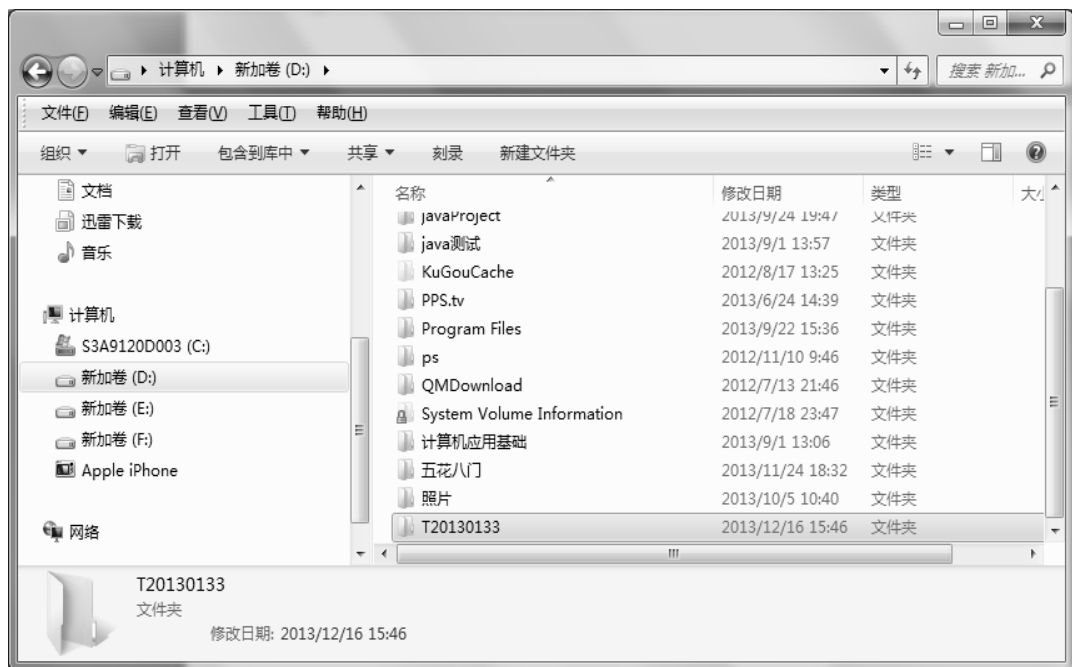 计算机 ▸ 新加卷 (D:) ▸ 搜索 新加...
文件(F) 编辑(E) 查看(V) 工具(T) 帮助(H)
组织 打开 包含到库中 共享 刻录 新建文件夹
文档
迅雷下载
音乐
计算机
S3A9120D003 (C:)
新加卷 (D:)
新加卷 (E:)
新加卷 (F:)
Apple iPhone
网络
名称 修改日期 类型 大小
javaProject 2013/9/24 19:47 文件夹
java测试 2013/9/1 13:57 文件夹
KuGouCache 2012/8/17 13:25 文件夹
PPS.tv 2013/6/24 14:39 文件夹
Program Files 2013/9/22 15:36 文件夹
ps 2012/11/10 9:46 文件夹
QMDownload 2012/7/13 21:46 文件夹
System Volume Information 2012/7/18 23:47 文件夹
计算机应用基础 2013/9/1 13:06 文件夹
五花八门 2013/11/24 18:32 文件夹
照片 2013/10/5 10:40 文件夹
T20130133 2013/12/16 15:46 文件夹
T20130133
文件夹
修改日期: 2013/12/16 15:46